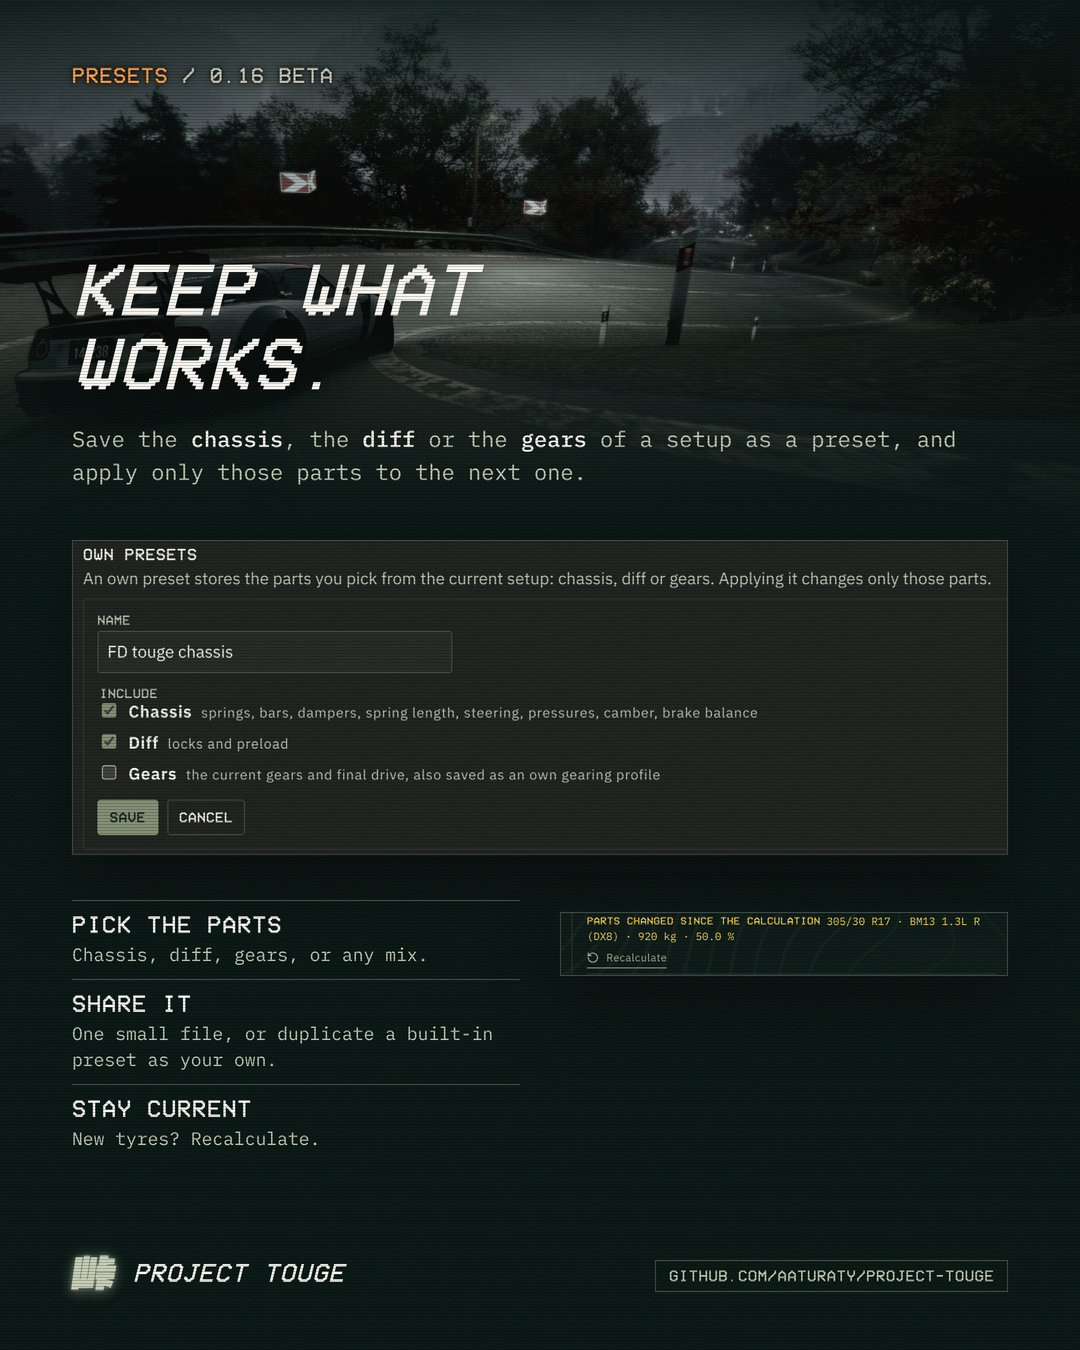 PRESETS / 0.16 BETA
KEEP WHAT
WORKS.
Save the chassis, the diff or the gears of a setup as a preset, and
apply only those parts to the next one.
OWN PRESETS
An own preset stores the parts you pick from the current setup: chassis, diff or gears. Applying it changes only those parts.
NAME
FD touge chassis
INCLUDE
Chassis springs, bars, dampers, spring length, steering, pressures, camber, brake balance
Diff locks and preload
Gears the current gears and final drive, also saved as an own gearing profile
SAVE CANCEL
PICK THE PARTS
Chassis, diff, gears, or any mix.
SHARE IT
One small file, or duplicate a built-in
preset as your own.
STAY CURRENT
New tyres? Recalculate.
PARTS CHANGED SINCE THE CALCULATION 305/30 R17 · BM13 1.3L R
(DX8) · 920 kg · 50.0 %
Recalculate
PROJECT TOUGE
GITHUB.COM/AATURATY/PROJECT-TOUGE